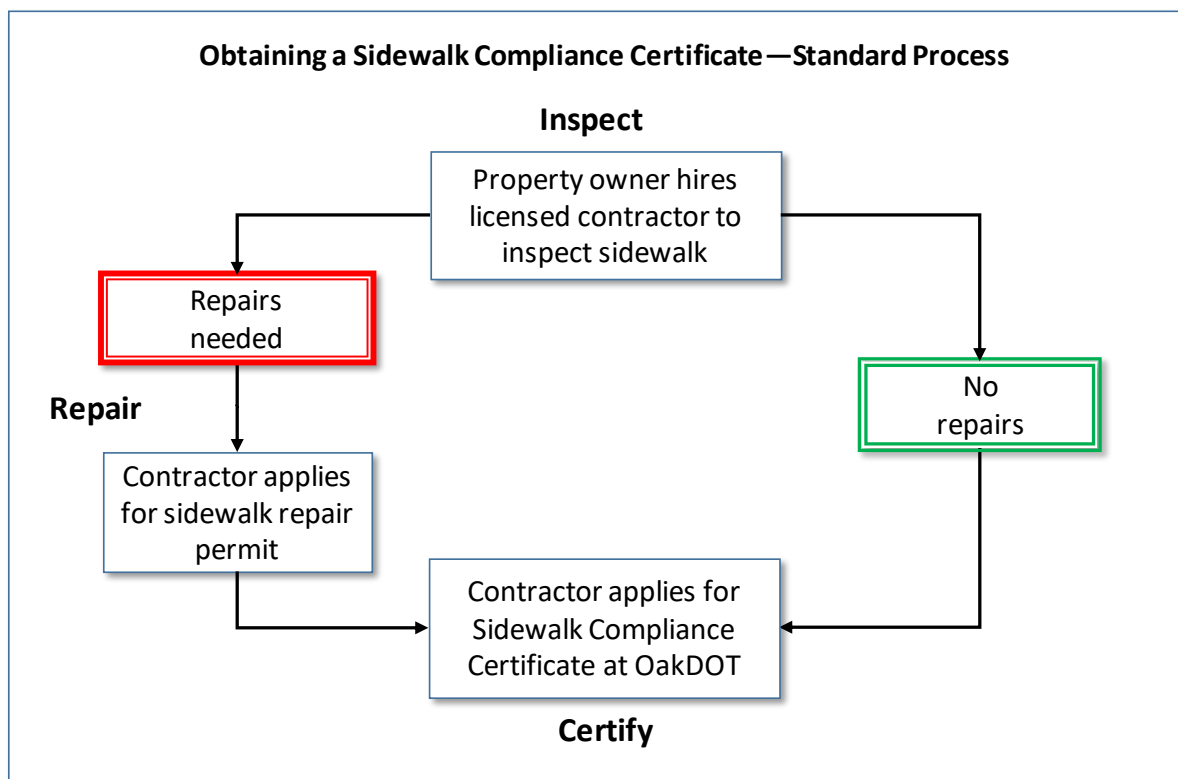 Obtaining a Sidewalk Compliance Certificate—Standard Process
Inspect
Property owner hires
licensed contractor to
inspect sidewalk
Repairs
needed
No
repairs
Repair
Contractor applies
for sidewalk repair
permit
Contractor applies for
Sidewalk Compliance
Certificate at OakDOT
Certify